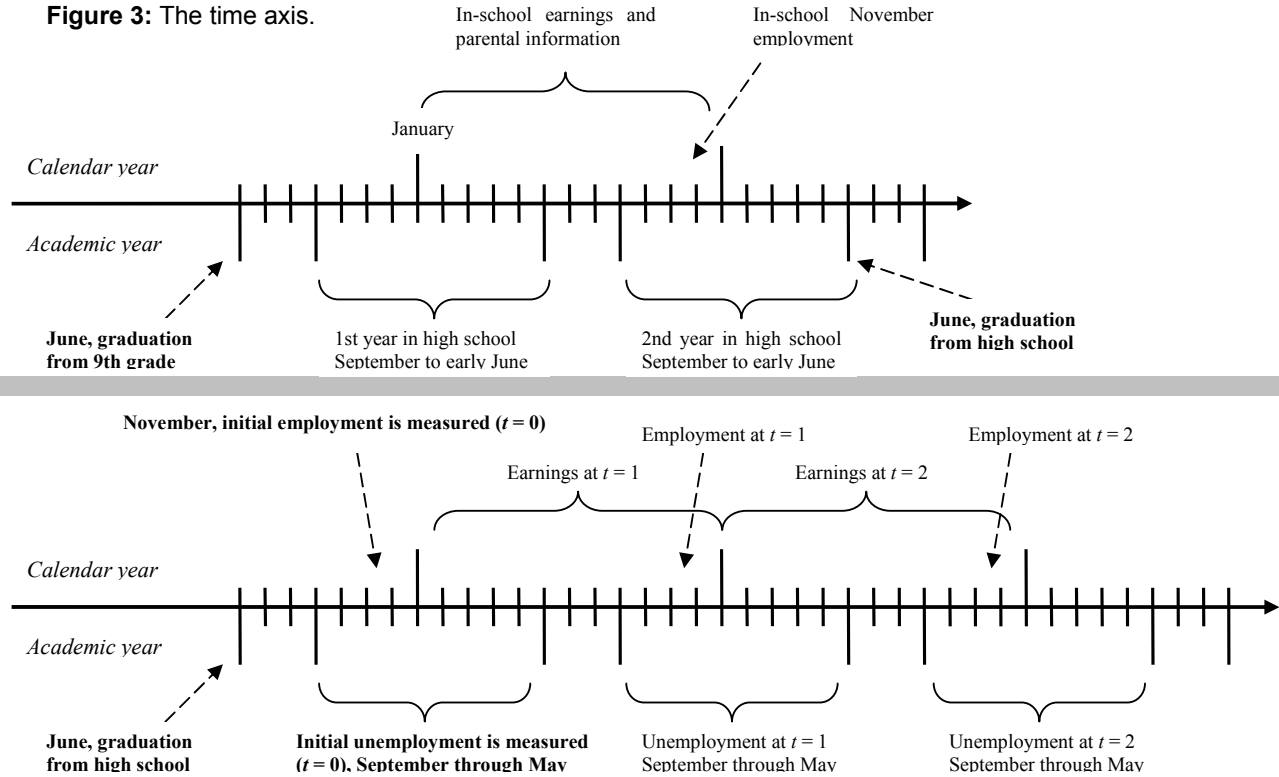 Figure 3: The time axis.
In-school earnings and
parental information
In-school November
employment
January
Calendar year
Academic year
June, graduation
from 9th grade
1st year in high school
September to early June
2nd year in high school
September to early June
June, graduation
from high school
November, initial employment is measured (t = 0)
Employment at t = 1
Employment at t = 2
Earnings at t = 1
Earnings at t = 2
Calendar year
Academic year
June, graduation
from high school
Initial unemployment is measured
(t = 0), September through May
Unemployment at t = 1
September through May
Unemployment at t = 2
September through May